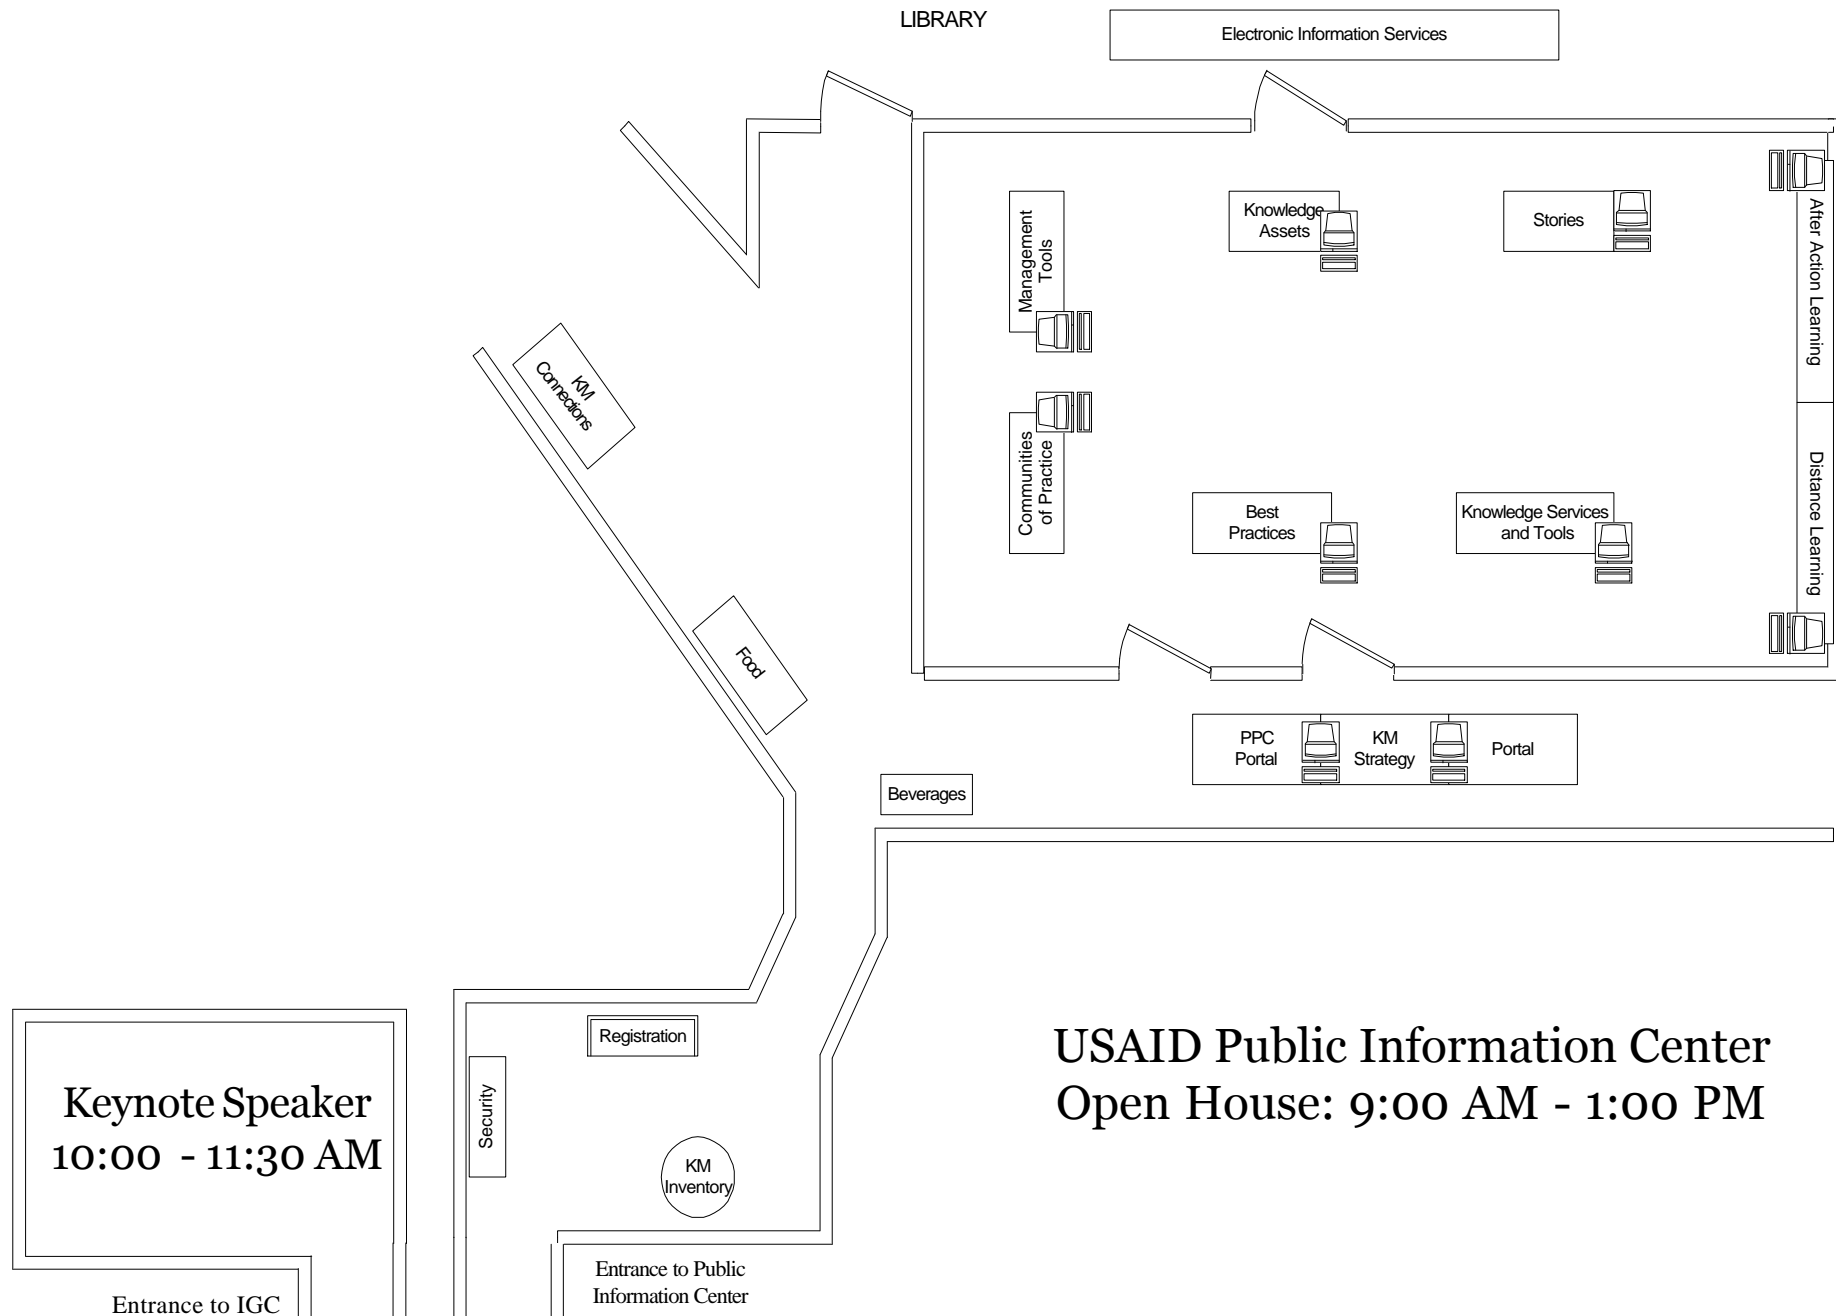 LIBRARY
Electronic Information Services
Management
Tools
Knowledge
Assets
Stories
After Action Learning
KM
Connections
Communities
of Practice
Best
Practices
Knowledge Services
and Tools
Distance Learning
Food
PPC
Portal
KM
Strategy
Portal
Beverages
Registration
Security
KM
Inventory
Keynote Speaker
10:00 - 11:30 AM
USAID Public Information Center
Open House: 9:00 AM - 1:00 PM
Entrance to Public
Information Center
Entrance to IGC